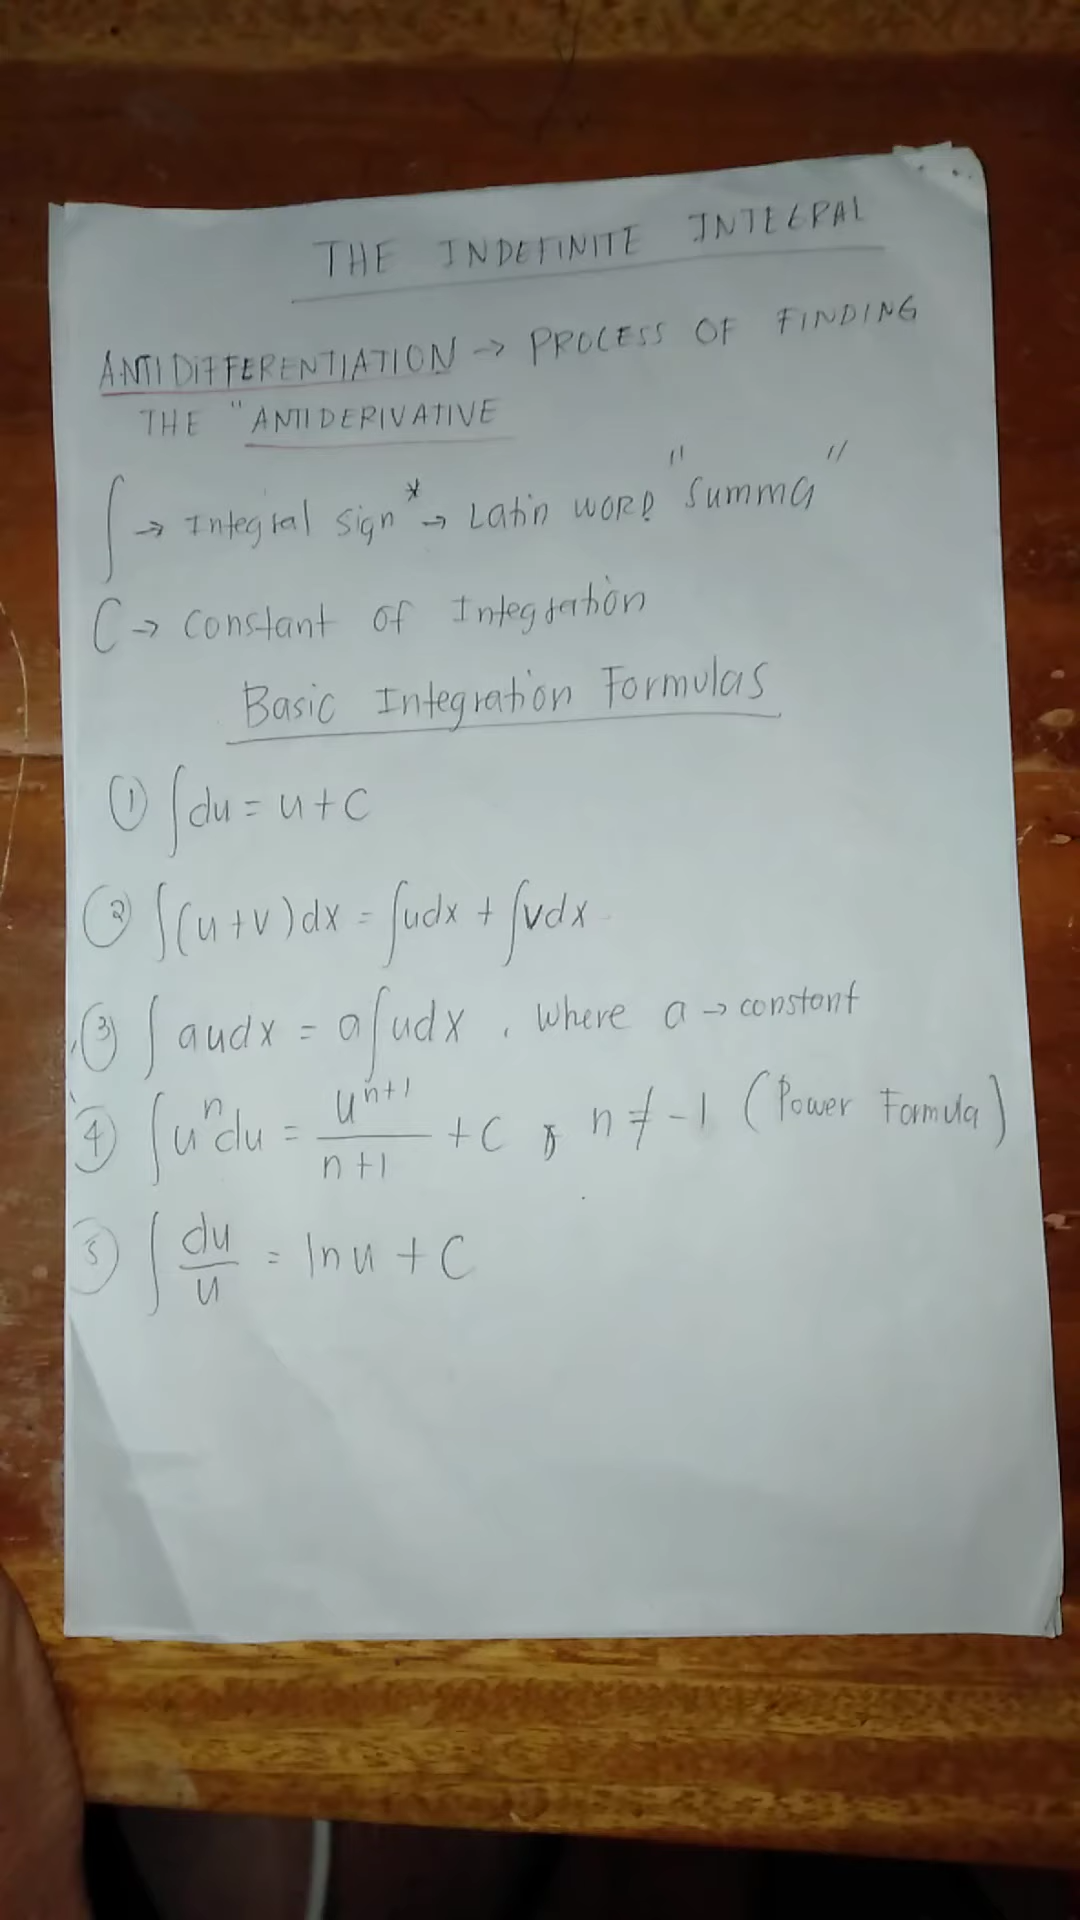 THE INDEFINITE INTEGRAL
ANTIDIFFERENTIATION → PROCESS OF FINDING
THE "ANTIDERIVATIVE
∫ → Integral sign* → Latin WORD "Summa"
C → constant of Integration
Basic Integration Formulas
① ∫du = u + C
② ∫(u+v)dx = ∫udx + ∫vdx
③ ∫audx = a∫udx, where a → constant
④ ∫uⁿdu = uⁿ⁺¹/n+1 + C, n ≠ -1 (Power Formula)
⑤ ∫du/u = ln u + C